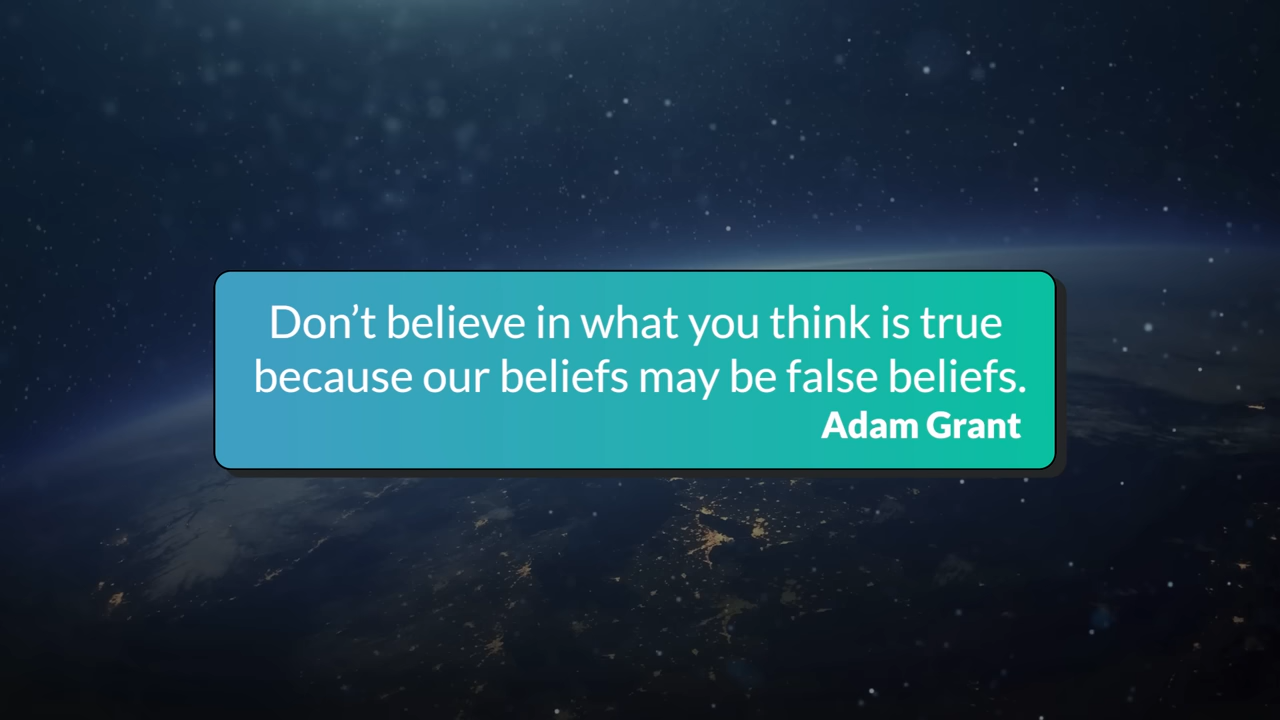 Don’t believe in what you think is true
because our beliefs may be false beliefs.
Adam Grant